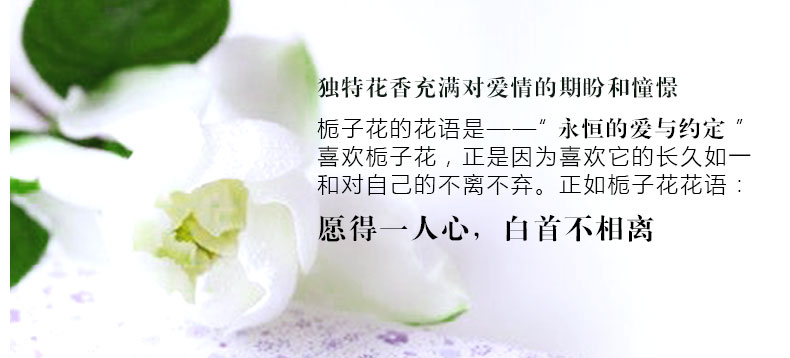 独特花香充满对爱情的期盼和憧憬
栀子花的花语是——“永恒的爱与约定”
喜欢栀子花，正是因为喜欢它的长久如一
和对自己的不离不弃。正如栀子花花语：
愿得一人心，白首不相离